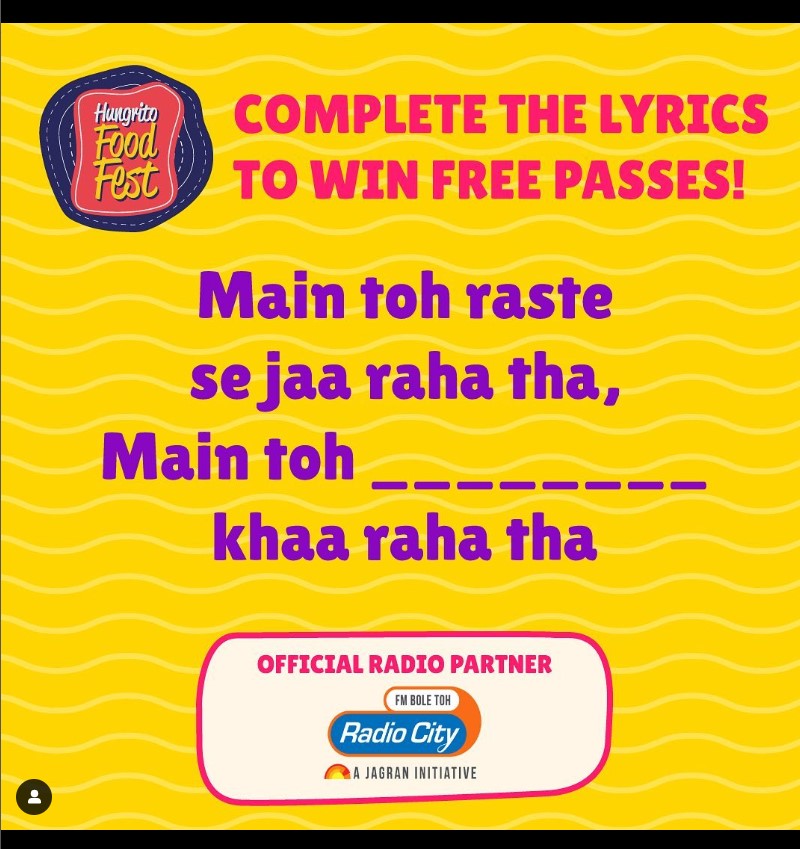 Hungrito
Food
Fest
COMPLETE THE LYRICS
TO WIN FREE PASSES!
Main toh raste
se jaa raha tha,
Main toh ________
khaa raha tha
OFFICIAL RADIO PARTNER
FM BOLE TOH
Radio City
A JAGRAN INITIATIVE